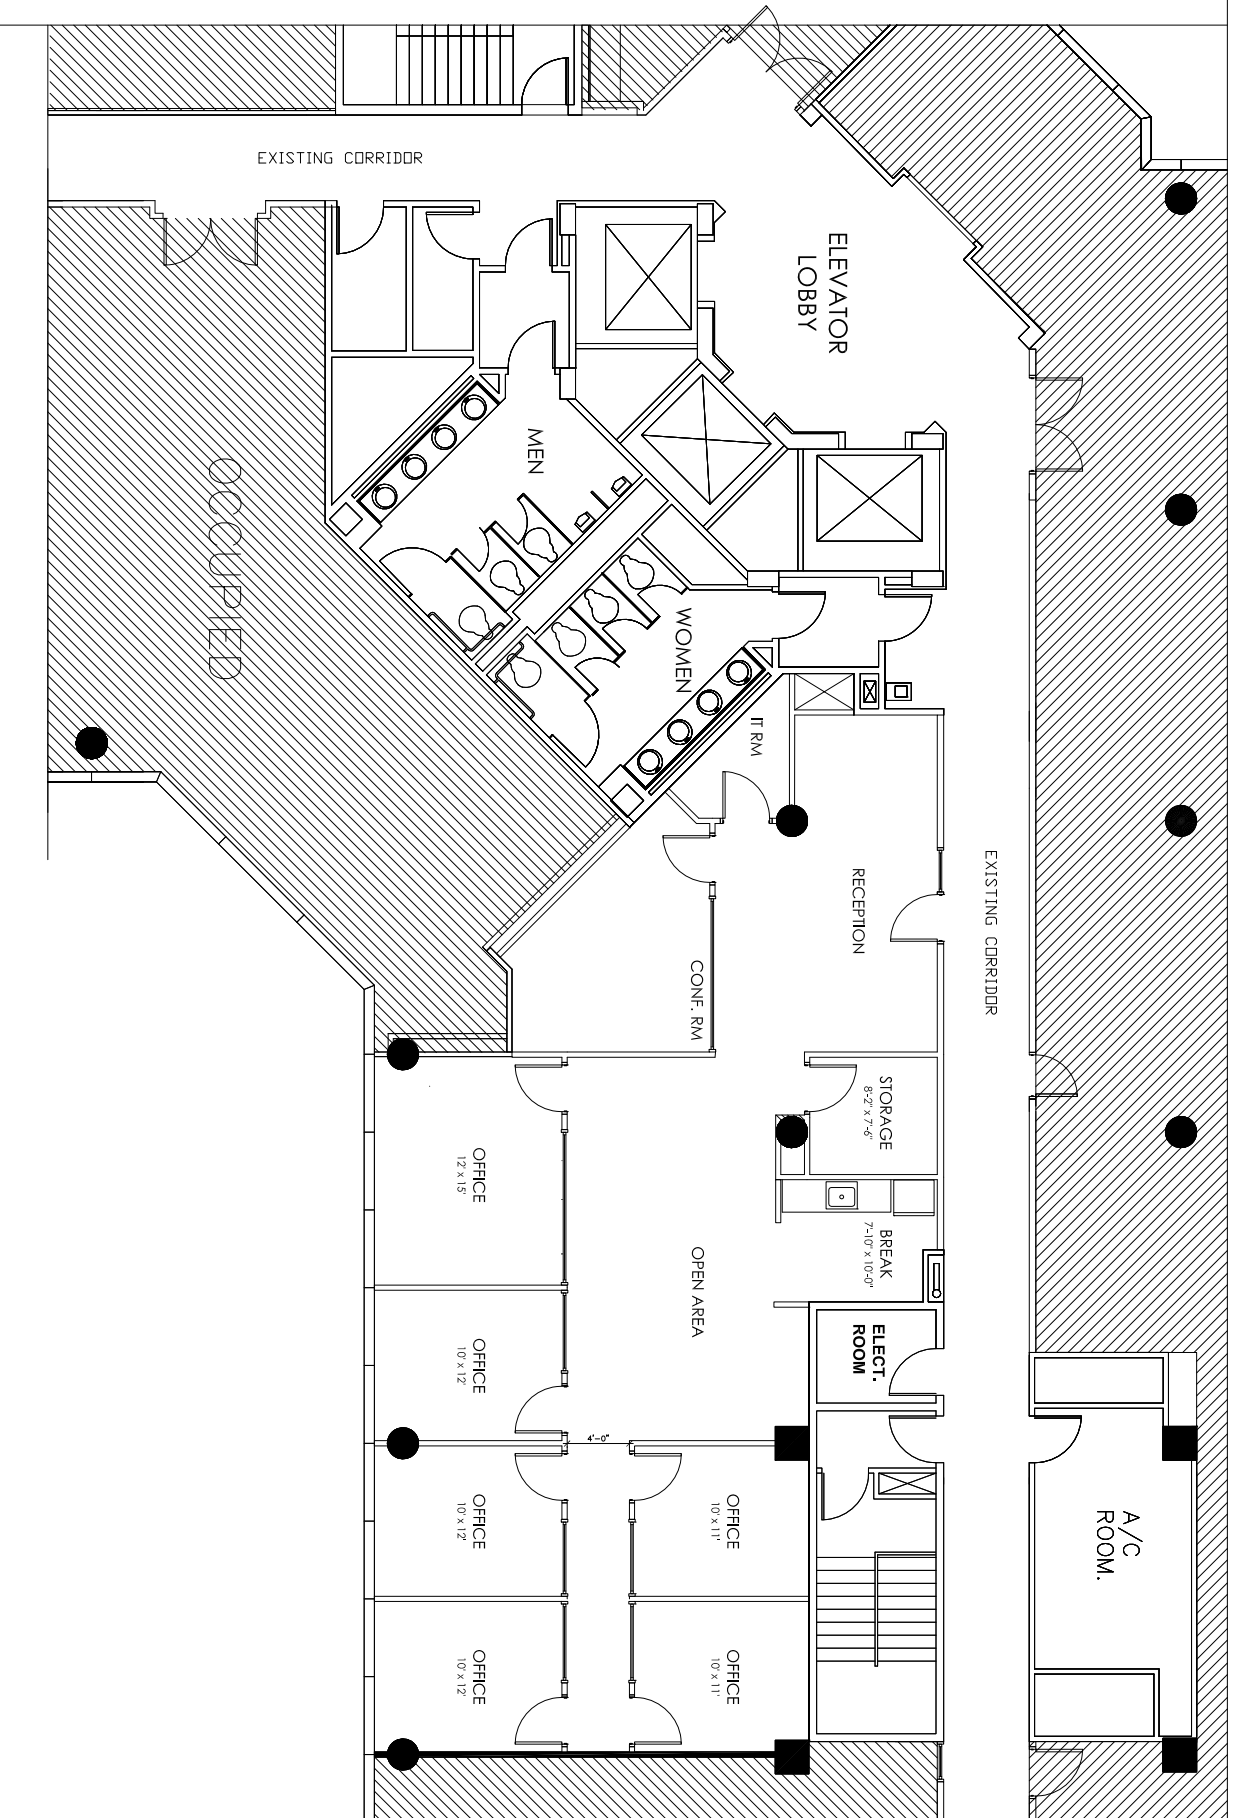 EXISTING CORRIDOR
ELEVATOR
LOBBY
MEN
OCCUPIED
WOMEN
IT RM
RECEPTION
EXISTING CORRIDOR
CONF. RM
STORAGE
8'-2" x 7'-6"
OFFICE
12' x 15'
BREAK
7'-10" x 10'-0"
OPEN AREA
ELECT.
ROOM
OFFICE
10' x 12'
4'-0"
OFFICE
10' x 12'
OFFICE
10' x 11'
A/C
ROOM.
OFFICE
10' x 12'
OFFICE
10' x 11'